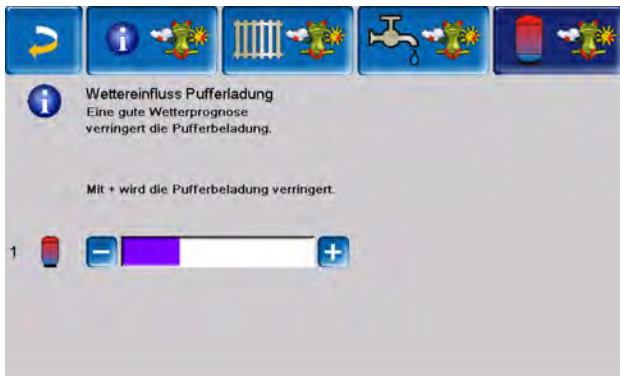 Wettereinfluss Pufferladung
Eine gute Wetterprognose
verringert die Pufferbeladung.
Mit + wird die Pufferbeladung verringert.
1